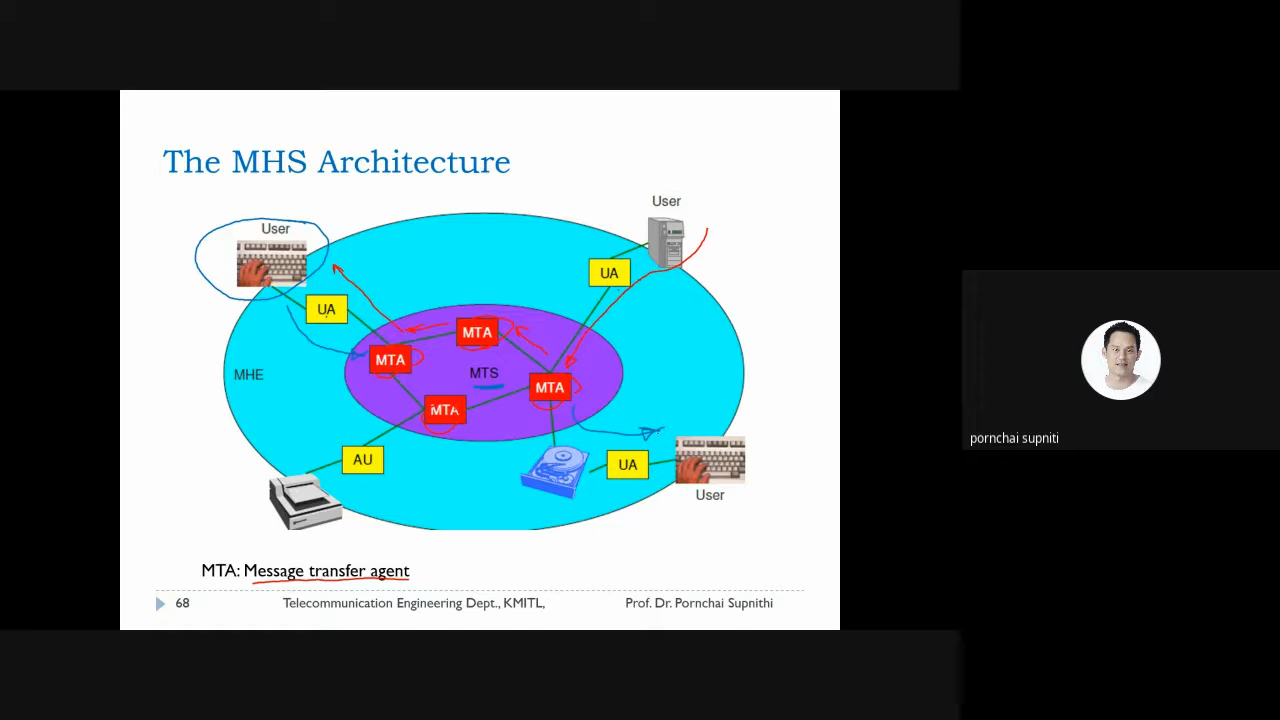 The MHS Architecture
User
User
UA
UA
MTA
MTA
MTS
MHE
MTA
MTA
AU
UA
User
MTA: Message transfer agent
68
Telecommunication Engineering Dept., KMITL,
Prof. Dr. Pornchai Supnithi
pornchai supniti